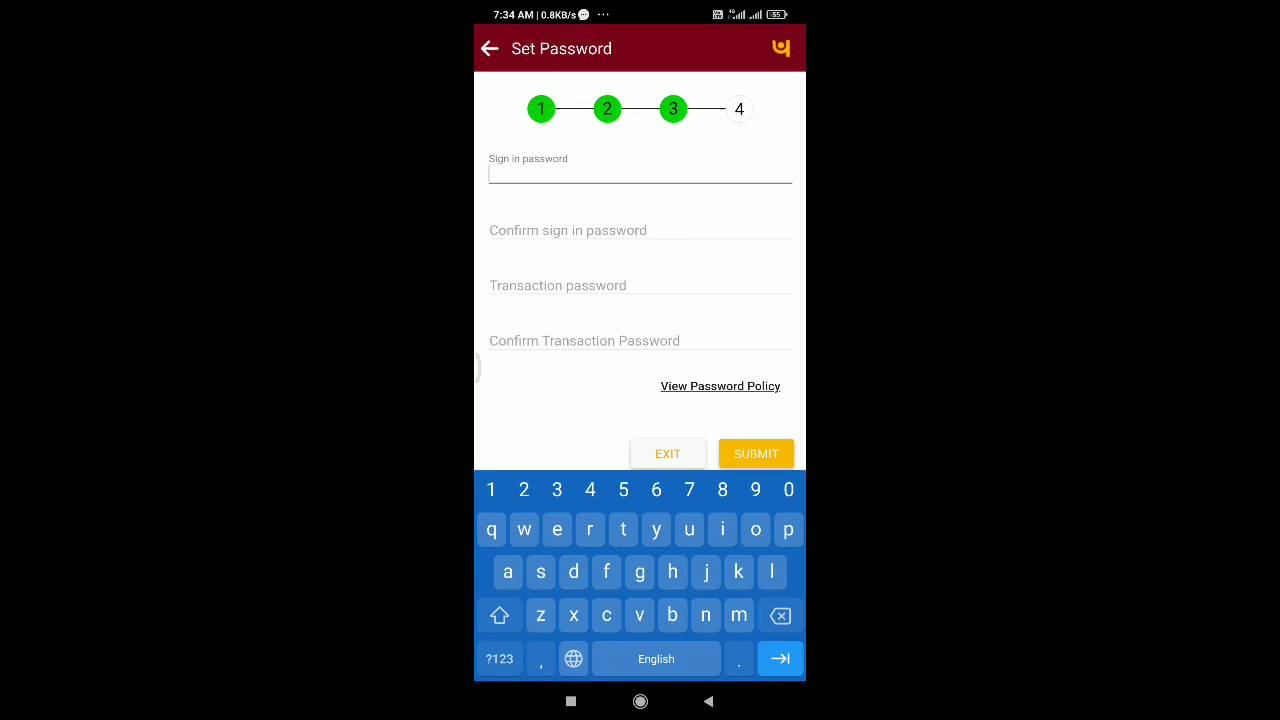 7:34 AM | 0.8KB/s ...
4G 55
Set Password
1 2 3 4
Sign in password
Confirm sign in password
Transaction password
Confirm Transaction Password
View Password Policy
EXIT SUBMIT
1 2 3 4 5 6 7 8 9 0
q w e r t y u i o p
a s d f g h j k l
z x c v b n m
?123 , English .